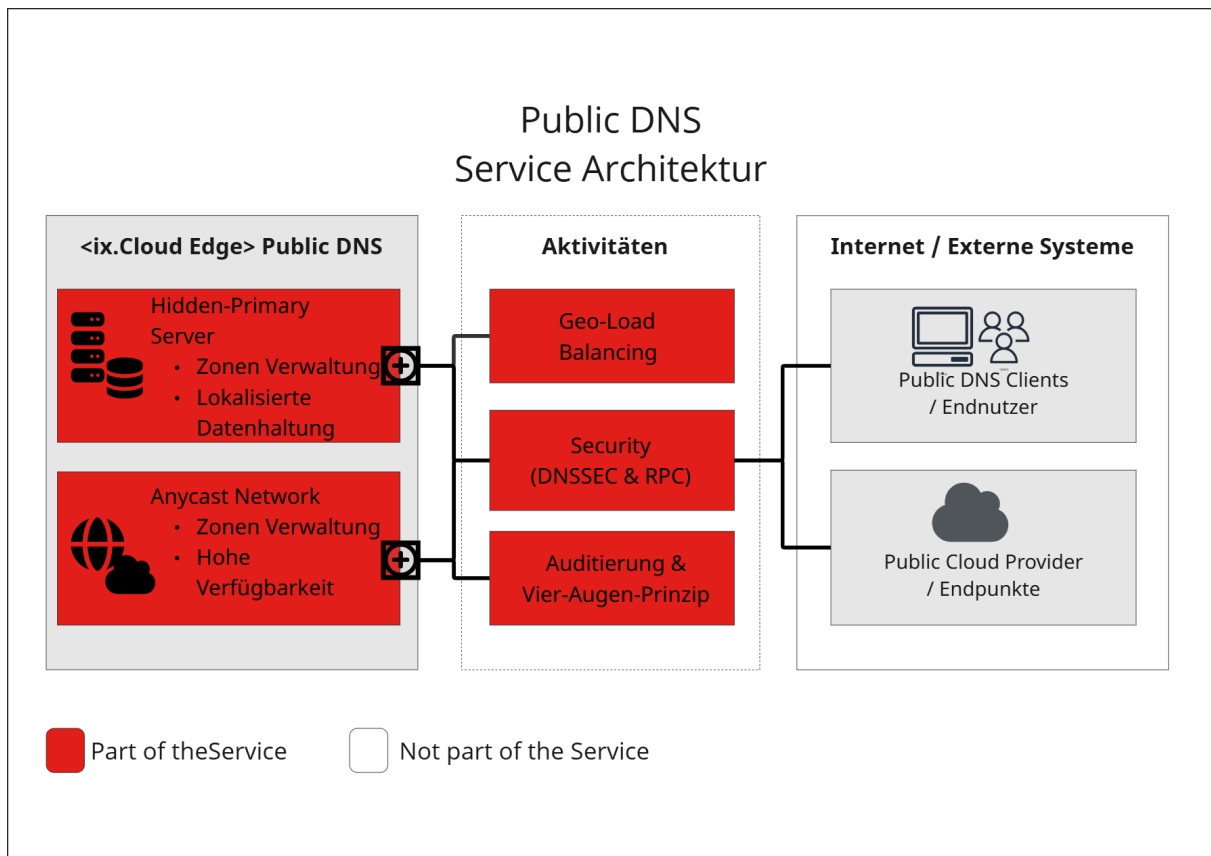 Public DNS
Service Architektur
<ix.Cloud Edge> Public DNS
Hidden-Primary
Server
• Zonen Verwaltung
• Lokalisierte
Datenhaltung
Anycast Network
• Zonen Verwaltung
• Hohe
Verfügbarkeit
Aktivitäten
Geo-Load
Balancing
Security
(DNSSEC & RPC)
Auditierung &
Vier-Augen-Prinzip
Internet / Externe Systeme
Public DNS Clients
/ Endnutzer
Public Cloud Provider
/ Endpunkte
Part of theService
Not part of the Service